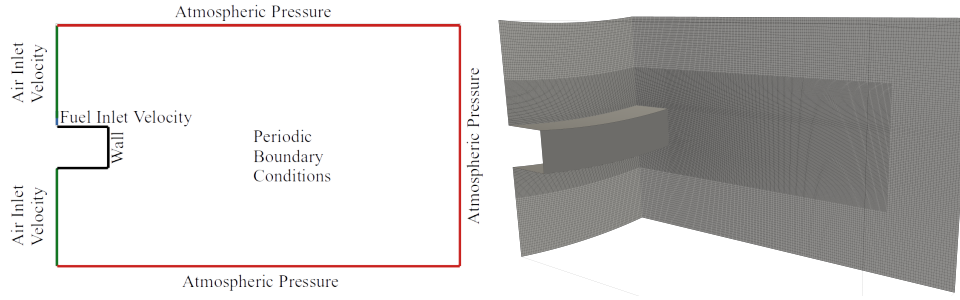 Atmospheric Pressure
Air Inlet
Velocity
Fuel Inlet Velocity
Wall
Periodic
Boundary
Conditions
Atmospheric Pressure
Air Inlet
Velocity
Atmospheric Pressure